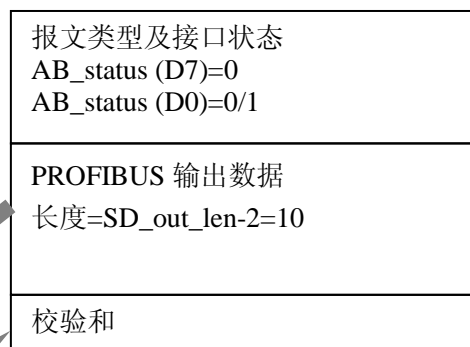 报文类型及接口状态
AB_status (D7)=0
AB_status (D0)=0/1
PROFIBUS 输出数据
长度=SD_out_len-2=10
校验和